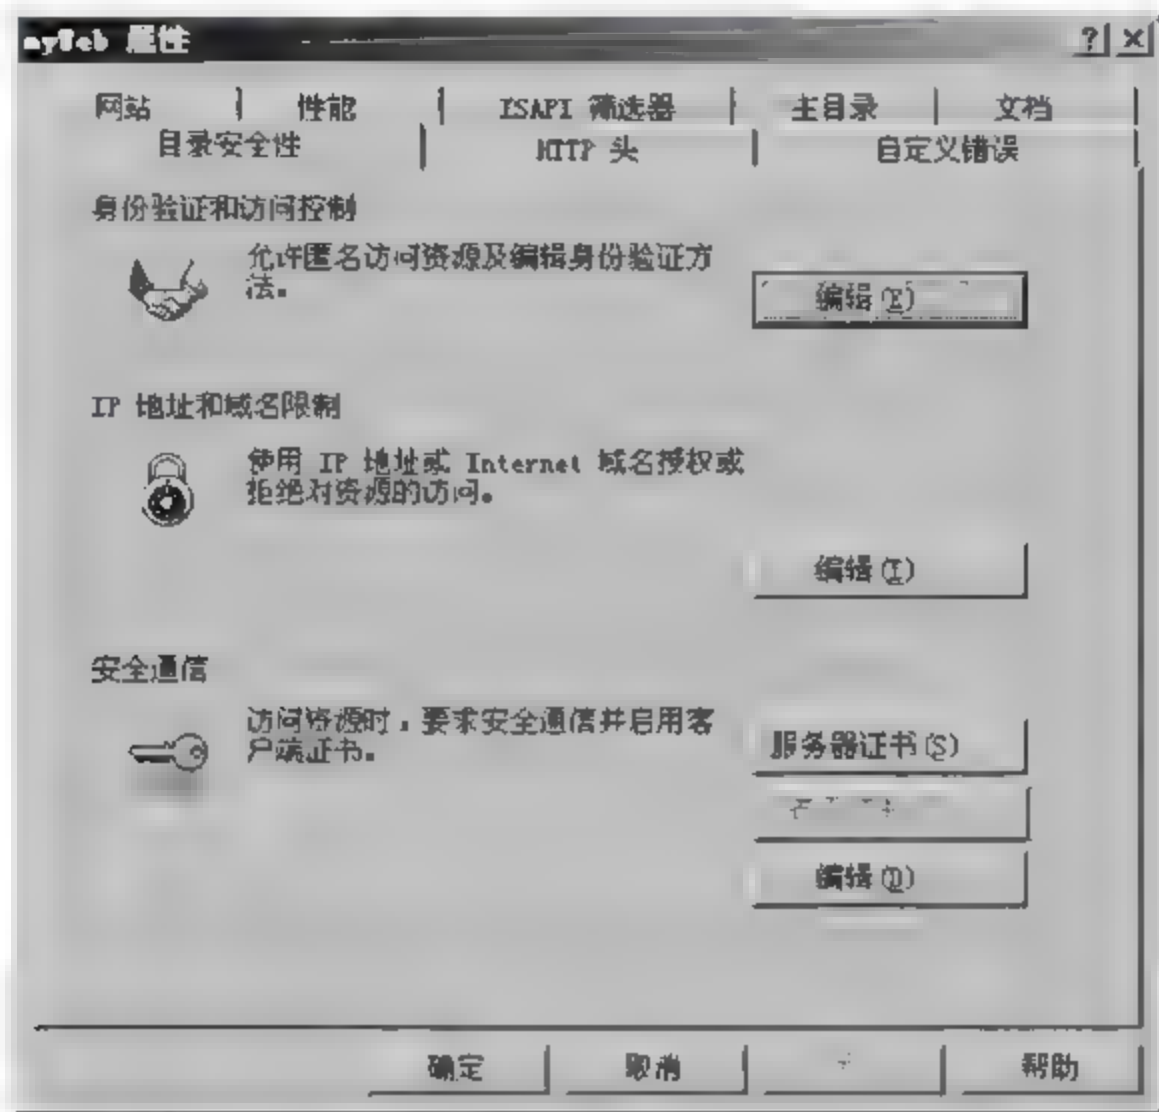 myWeb 属性
网站 性能 ISAPI 筛选器 主目录 文档
目录安全性 HTTP 头 自定义错误
身份验证和访问控制
允许匿名访问资源及编辑身份验证方
法。
编辑(E)
IP 地址和域名限制
使用 IP 地址或 Internet 域名授权或
拒绝对资源的访问。
编辑(I)
安全通信
访问资源时，要求安全通信并启用客
户端证书。
服务器证书(S)
编辑(D)
确定 取消 帮助